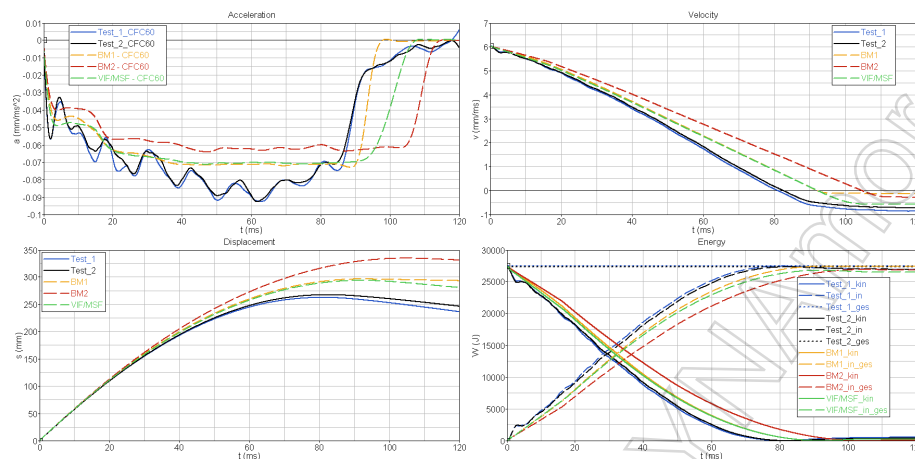 Acceleration
a (mm/ms^2)
0.01
0
-0.01
-0.02
-0.03
-0.04
-0.05
-0.06
-0.07
-0.08
-0.09
-0.1
Test_1_CFC60
Test_2_CFC60
BM1 - CFC60
BM2 - CFC60
VIF/MSF - CFC60
0 20 40 60 80 100 120
t (ms)
Velocity
v (mm/ms)
7
6
5
4
3
2
1
0
-1
Test_1
Test_2
BM1
BM2
VIF/MSF
0 20 40 60 80 100 120
t (ms)
Displacement
s (mm)
350
300
250
200
150
100
50
0
Test_1
Test_2
BM1
BM2
VIF/MSF
0 20 40 60 80 100 120
t (ms)
Energy
W (J)
30000
25000
20000
15000
10000
5000
0
Test_1_kin
Test_1_in
Test_1_ges
Test_2_kin
Test_2_in
Test_2_ges
BM1_kin
BM1_in_ges
BM2_kin
BM2_in_ges
VIF/MSF_kin
VIF/MSF_in_ges
0 20 40 60 80 100 120
t (ms)